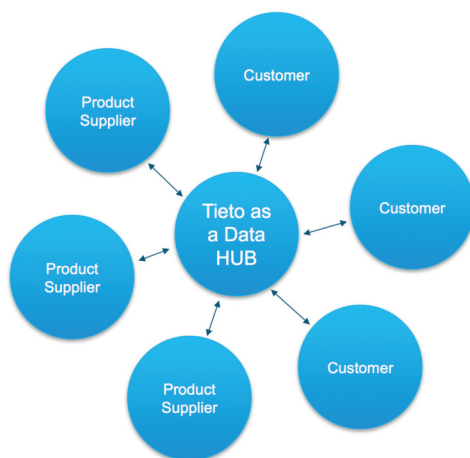 Customer
Product
Supplier
Customer
Tieto as
a Data
HUB
Product
Supplier
Customer
Product
Supplier